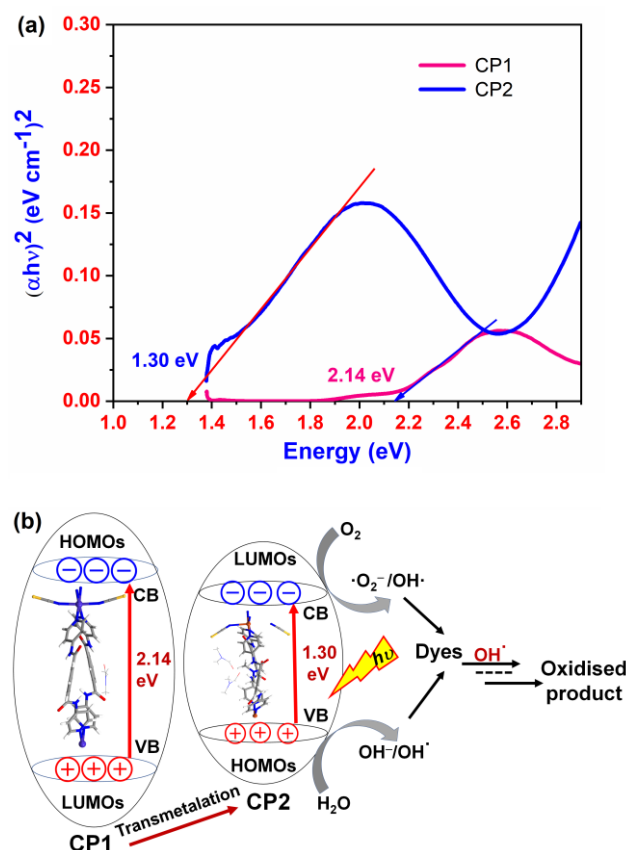 (a)
(αhν)² (eV cm⁻¹)²
0.30
0.25
0.20
0.15
0.10
0.05
0.00
CP1
CP2
1.30 eV
2.14 eV
1.0 1.2 1.4 1.6 1.8 2.0 2.2 2.4 2.6 2.8
Energy (eV)
(b)
HOMOs
CB
2.14
eV
VB
LUMOs
CP1
Transmetalation
LUMOs
CB
1.30
eV
VB
HOMOs
CP2
hυ
O₂
·O₂⁻/OH·
Dyes
OH·
Oxidised
product
OH⁻/OH·
H₂O